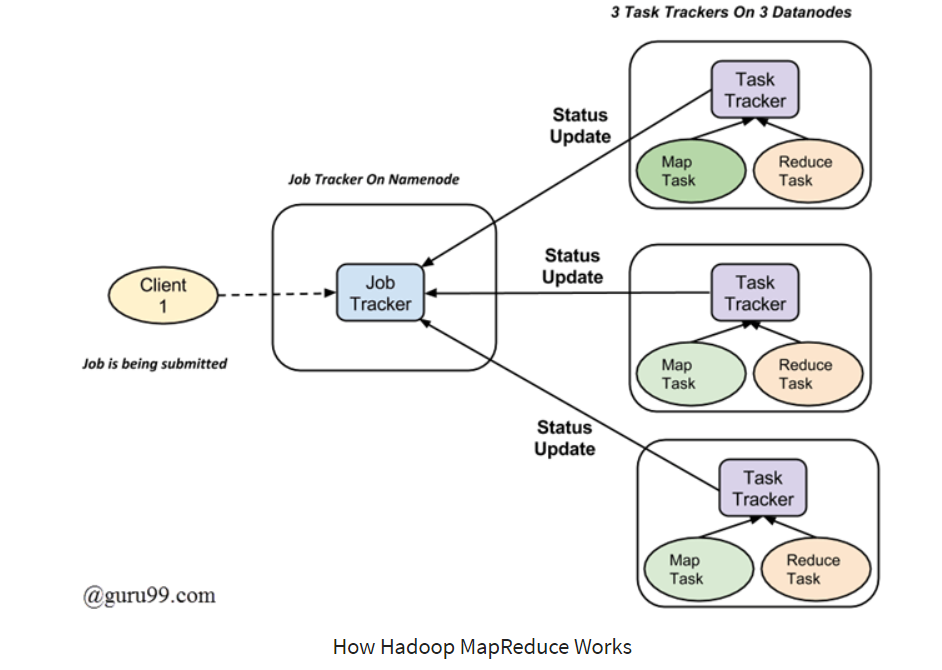 3 Task Trackers On 3 Datanodes
Task
Tracker
Status
Update
Map
Task
Reduce
Task
Job Tracker On Namenode
Client
1
Job
Tracker
Status
Update
Task
Tracker
Map
Task
Reduce
Task
Job is being submitted
Status
Update
Task
Tracker
Map
Task
Reduce
Task
@guru99.com
How Hadoop MapReduce Works